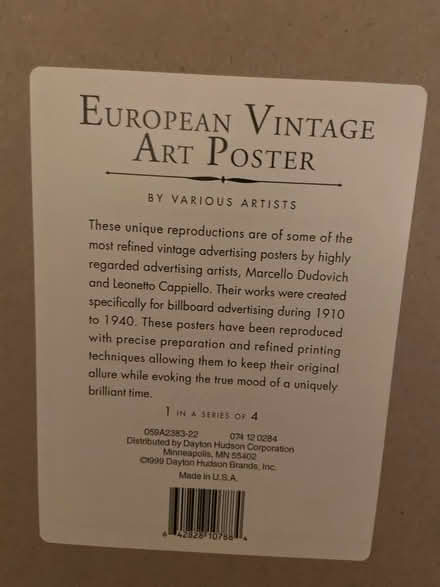 EUROPEAN VINTAGE
ART POSTER
BY VARIOUS ARTISTS
These unique reproductions are of some of the
most refined vintage advertising posters by highly
regarded advertising artists, Marcello Dudovich
and Leonetto Cappiello. Their works were created
specifically for billboard advertising during 1910
to 1940. These posters have been reproduced
with precise preparation and refined printing
techniques allowing them to keep their original
allure while evoking the true mood of a uniquely
brilliant time.
1 IN A SERIES OF 4
059A2383-22 074 12 0284
Distributed by Dayton Hudson Corporation
Minneapolis, MN 55402
©1999 Dayton Hudson Brands, Inc.
Made in U.S.A.
6 42828 10788 4